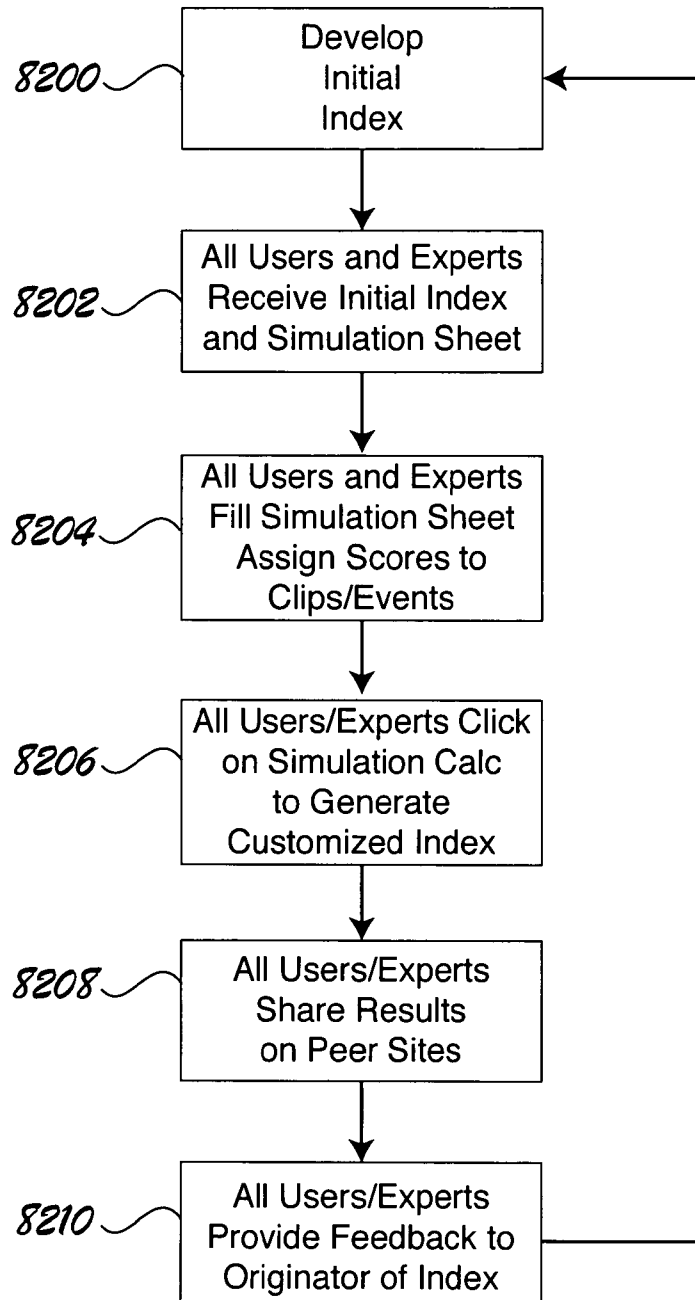 8200
Develop
Initial
Index
8202
All Users and Experts
Receive Initial Index
and Simulation Sheet
8204
All Users and Experts
Fill Simulation Sheet
Assign Scores to
Clips/Events
8206
All Users/Experts Click
on Simulation Calc
to Generate
Customized Index
8208
All Users/Experts
Share Results
on Peer Sites
8210
All Users/Experts
Provide Feedback to
Originator of Index